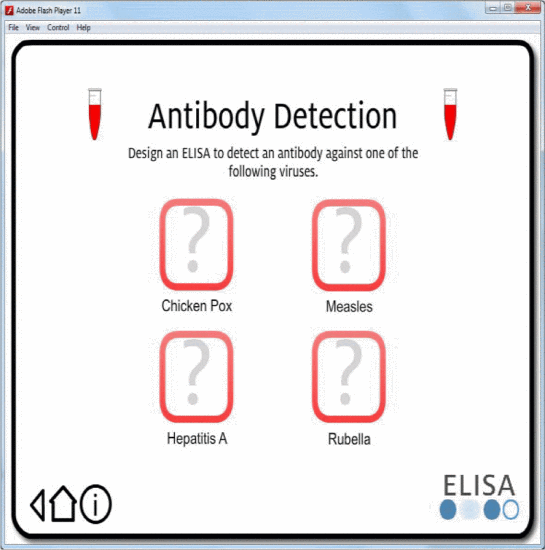 Adobe Flash Player 11
File View Control Help
Antibody Detection
Design an ELISA to detect an antibody against one of the
following viruses.
? ?
Chicken Pox Measles
? ?
Hepatitis A Rubella
i
ELISA